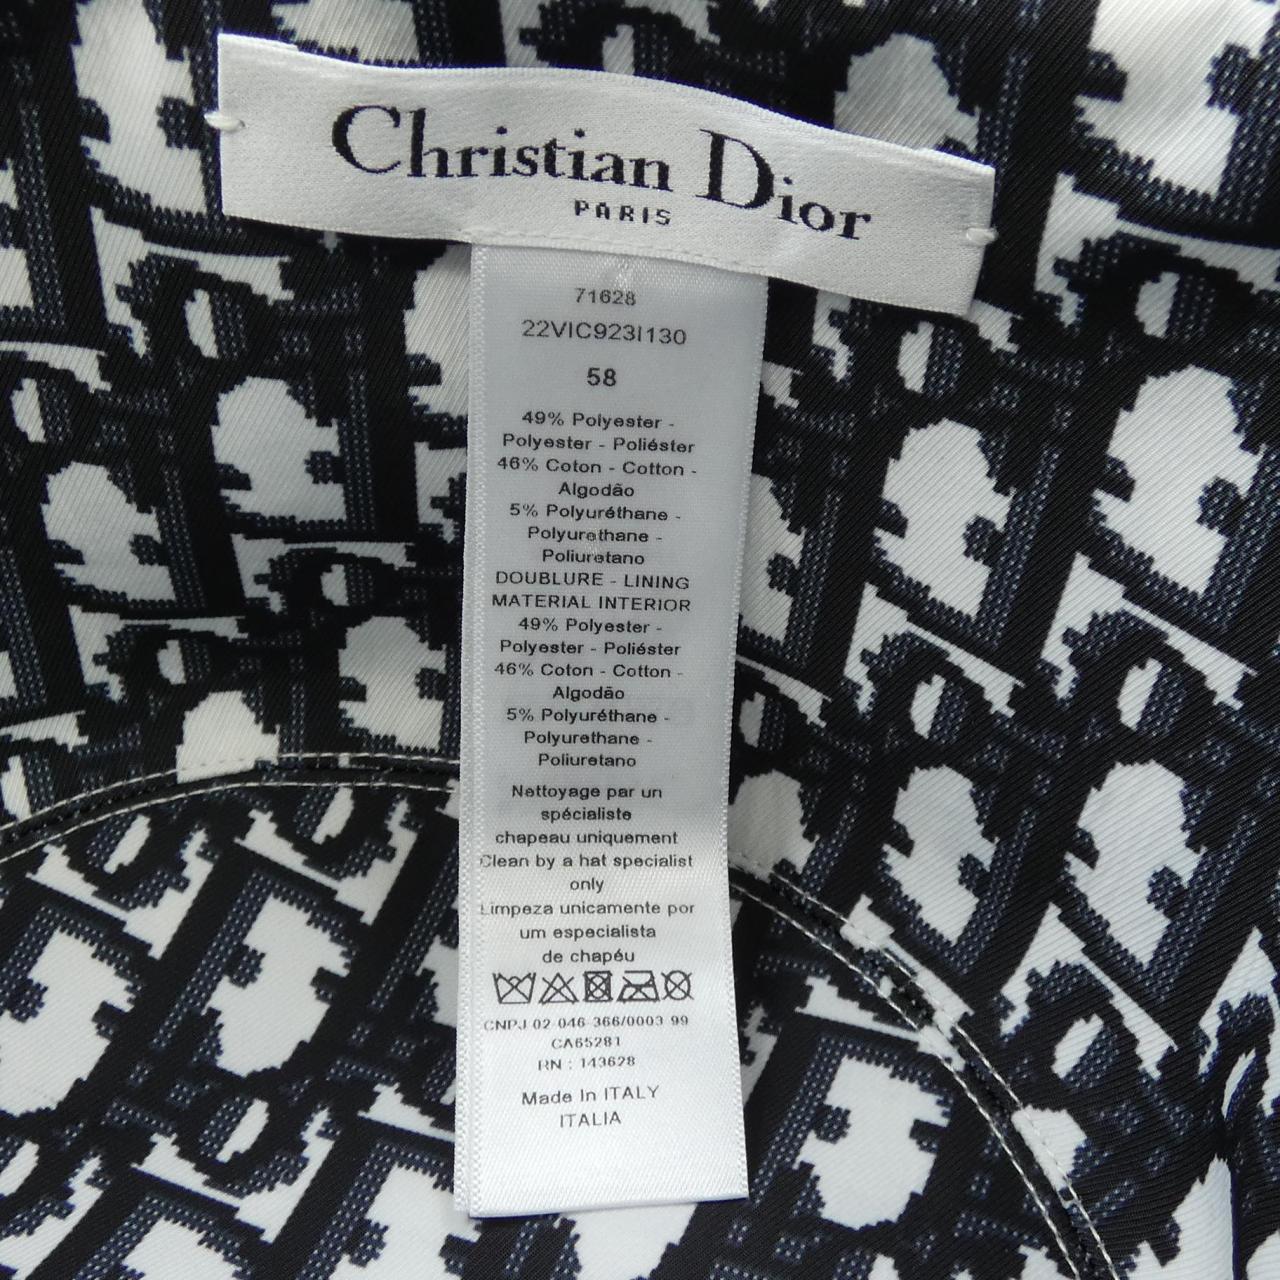 Christian Dior
PARIS
71628
22VIC923I130
58
49% Polyester -
Polyester - Poliéster
46% Coton - Cotton -
Algodão
5% Polyuréthane -
Polyurethane -
Poliuretano
DOUBLURE - LINING
MATERIAL INTERIOR
49% Polyester -
Polyester - Poliéster
46% Coton - Cotton -
Algodão
5% Polyuréthane -
Polyurethane -
Poliuretano
Nettoyage par un
spécialiste
chapeau uniquement
Clean by a hat specialist
only
Limpeza unicamente por
um especialista
de chapéu
CNPJ 02 046 366/0003 99
CA65281
RN : 143628
Made In ITALY
ITALIA